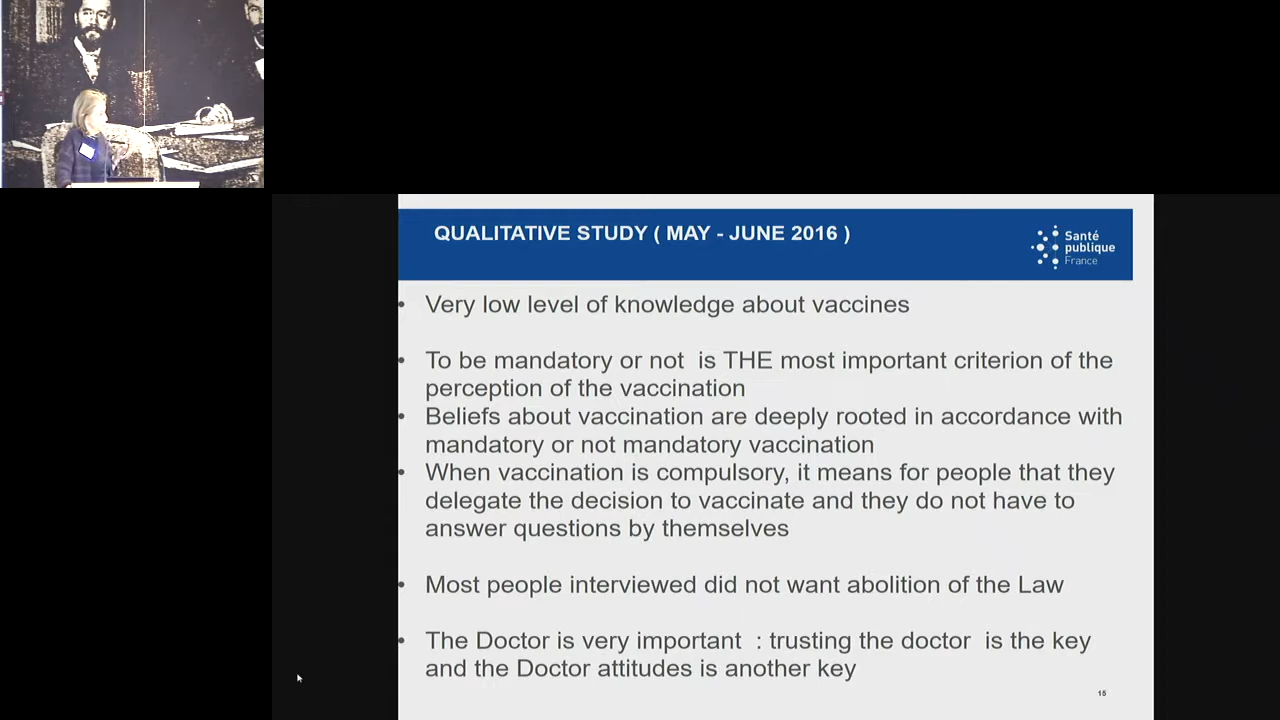 QUALITATIVE STUDY ( MAY - JUNE 2016 )
Santé
publique
France
• Very low level of knowledge about vaccines
• To be mandatory or not is THE most important criterion of the
perception of the vaccination
• Beliefs about vaccination are deeply rooted in accordance with
mandatory or not mandatory vaccination
• When vaccination is compulsory, it means for people that they
delegate the decision to vaccinate and they do not have to
answer questions by themselves
• Most people interviewed did not want abolition of the Law
• The Doctor is very important : trusting the doctor is the key
and the Doctor attitudes is another key